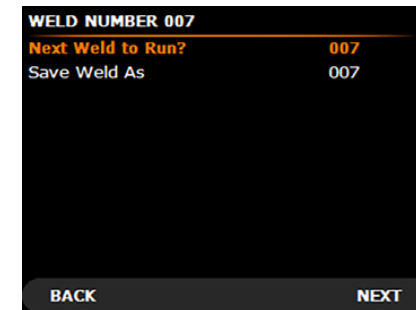 WELD NUMBER 007
Next Weld to Run? 007
Save Weld As 007
BACK NEXT